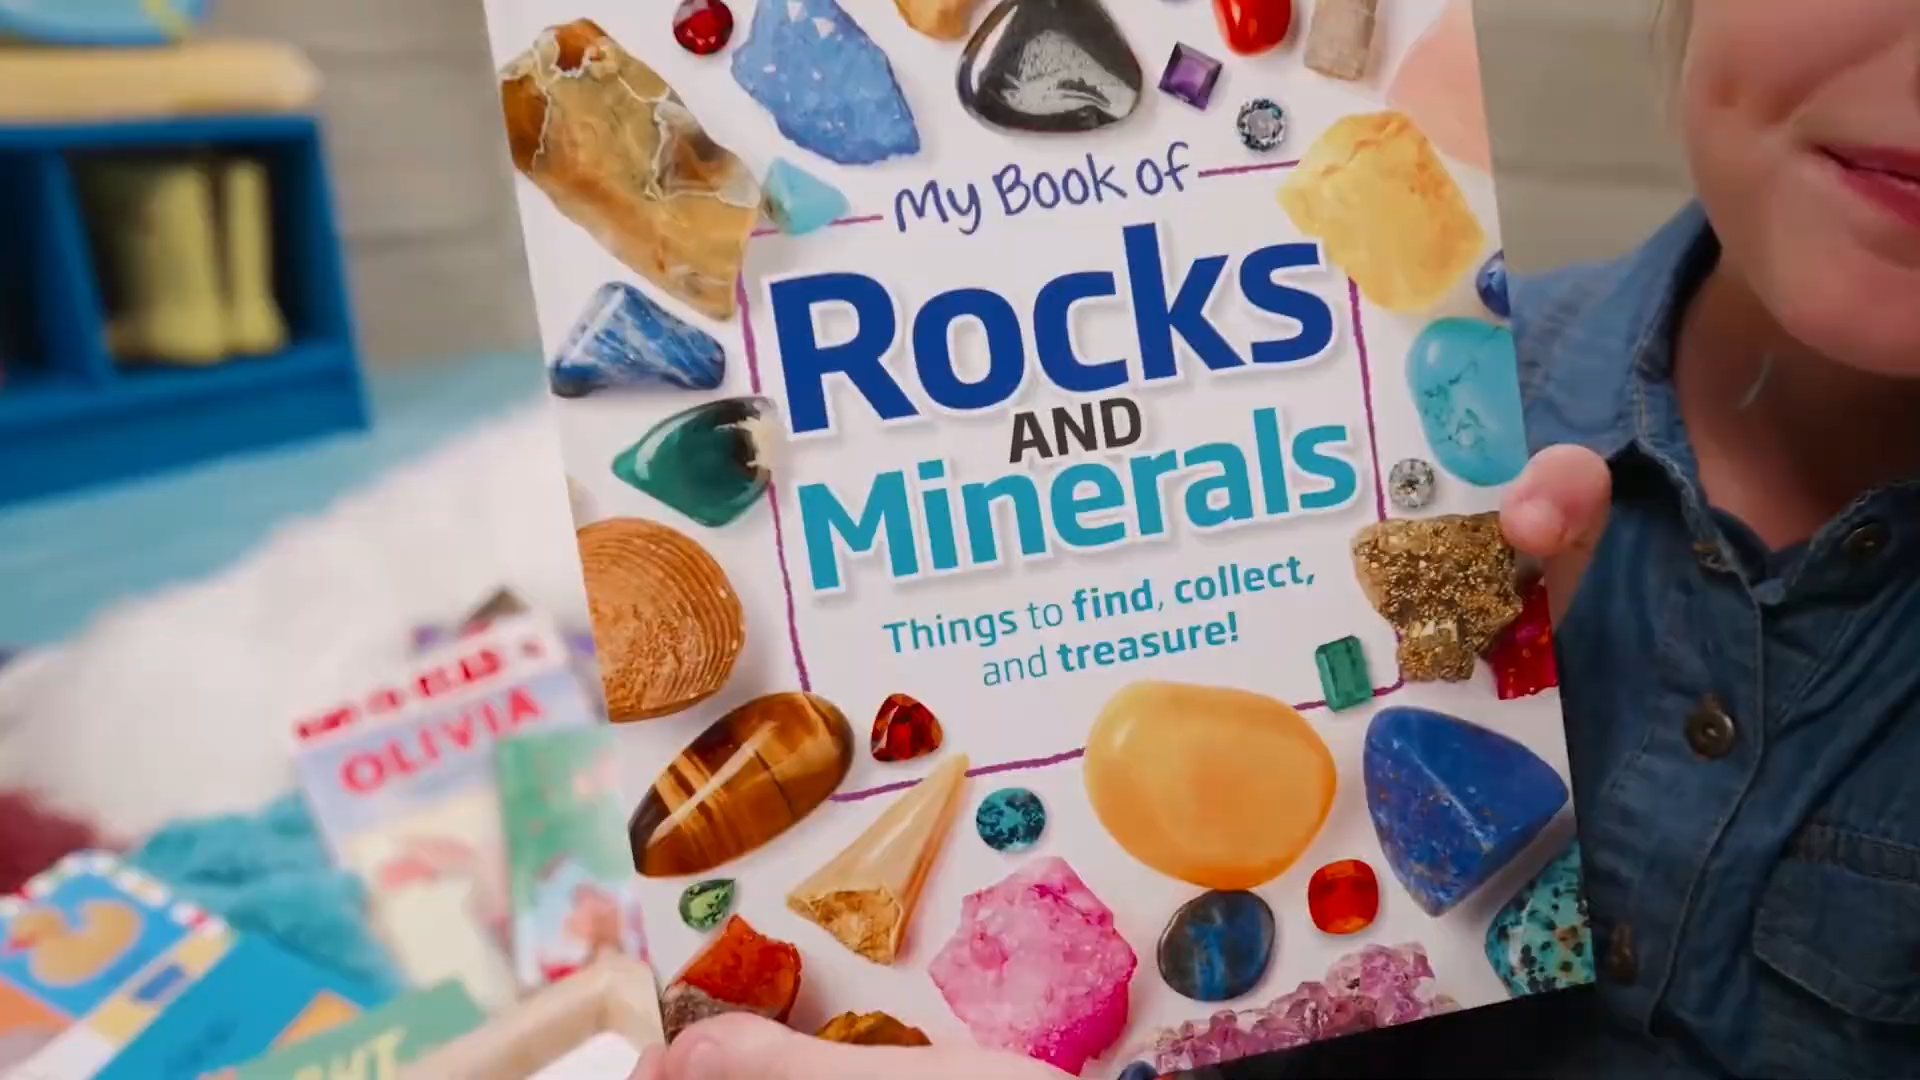 My Book of
Rocks
AND
Minerals
Things to find, collect,
and treasure!
OLIVIA